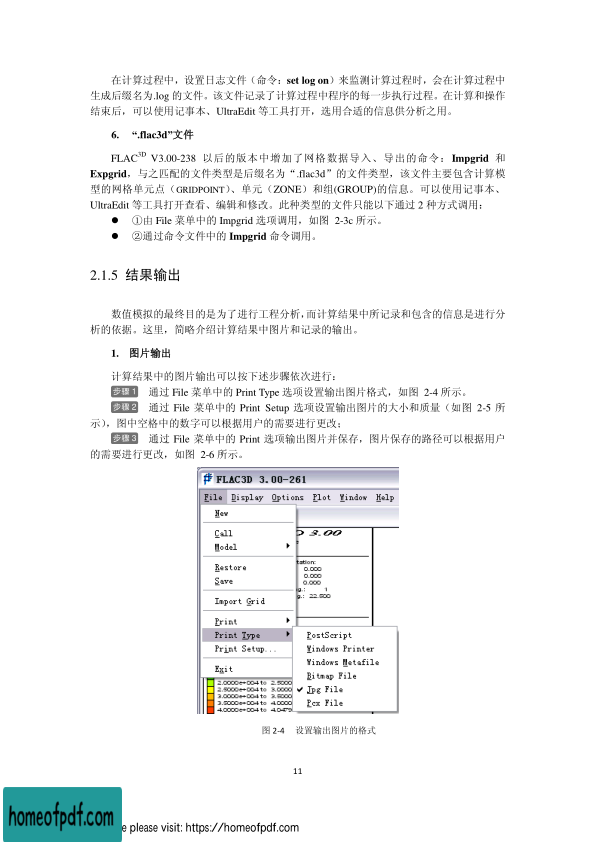 在计算过程中，设置日志文件（命令：set log on）来监测计算过程时，会在计算过程中
生成后缀名为.log 的文件。该文件记录了计算过程中程序的每一步执行过程。在计算和操作
结束后，可以使用记事本、UltraEdit 等工具打开，选用合适的信息供分析之用。
6. “.flac3d”文件
FLAC3D V3.00-238 以后的版本中增加了网格数据导入、导出的命令：Impgrid 和
Expgrid，与之匹配的文件类型是后缀名为“.flac3d”的文件类型，该文件主要包含计算模
型的网格单元点（GRIDPOINT）、单元（ZONE）和组(GROUP)的信息。可以使用记事本、
UltraEdit 等工具打开查看、编辑和修改。此种类型的文件只能以下通过 2 种方式调用：
● ①由 File 菜单中的 Impgrid 选项调用，如图 2-3c 所示。
● ②通过命令文件中的 Impgrid 命令调用。
2.1.5 结果输出
数值模拟的最终目的是为了进行工程分析，而计算结果中所记录和包含的信息是进行分
析的依据。这里，简略介绍计算结果中图片和记录的输出。
1. 图片输出
计算结果中的图片输出可以按下述步骤依次进行：
步骤 1 通过 File 菜单中的 Print Type 选项设置输出图片格式，如图 2-4 所示。
步骤 2 通过 File 菜单中的 Print Setup 选项设置输出图片的大小和质量（如图 2-5 所
示），图中空格中的数字可以根据用户的需要进行更改；
步骤 3 通过 File 菜单中的 Print 选项输出图片并保存，图片保存的路径可以根据用户
的需要进行更改，如图 2-6 所示。
FLAC3D 3.00-261
File Display Options Plot Window Help
New
Call
D 3.00
Model
tation:
0.000
Restore
0.000
Save
0.000
g.: 1
Import Grid
g.: 22.500
Print
Print Type
PostScript
Print Setup...
Windows Printer
Windows Metafile
Exit
Bitmap File
2.0000e+004 to 2.5000
Jpg File
2.5000e+004 to 3.0000
3.0000e+004 to 3.5000
Pcx File
3.5000e+004 to 4.0000
4.0000e+004 to 4.0479
图 2-4 设置输出图片的格式
11
homeofpdf.com
e please visit: https://homeofpdf.com